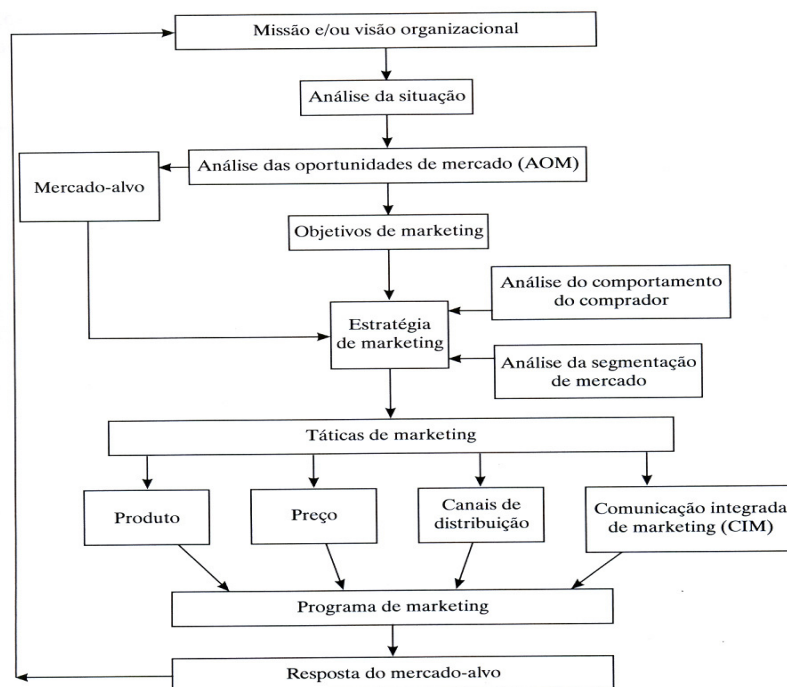 Missão e/ou visão organizacional
Análise da situação
Análise das oportunidades de mercado (AOM)
Mercado-alvo
Objetivos de marketing
Análise do comportamento
do comprador
Estratégia
de marketing
Análise da segmentação
de mercado
Táticas de marketing
Produto
Preço
Canais de
distribuição
Comunicação integrada
de marketing (CIM)
Programa de marketing
Resposta do mercado-alvo